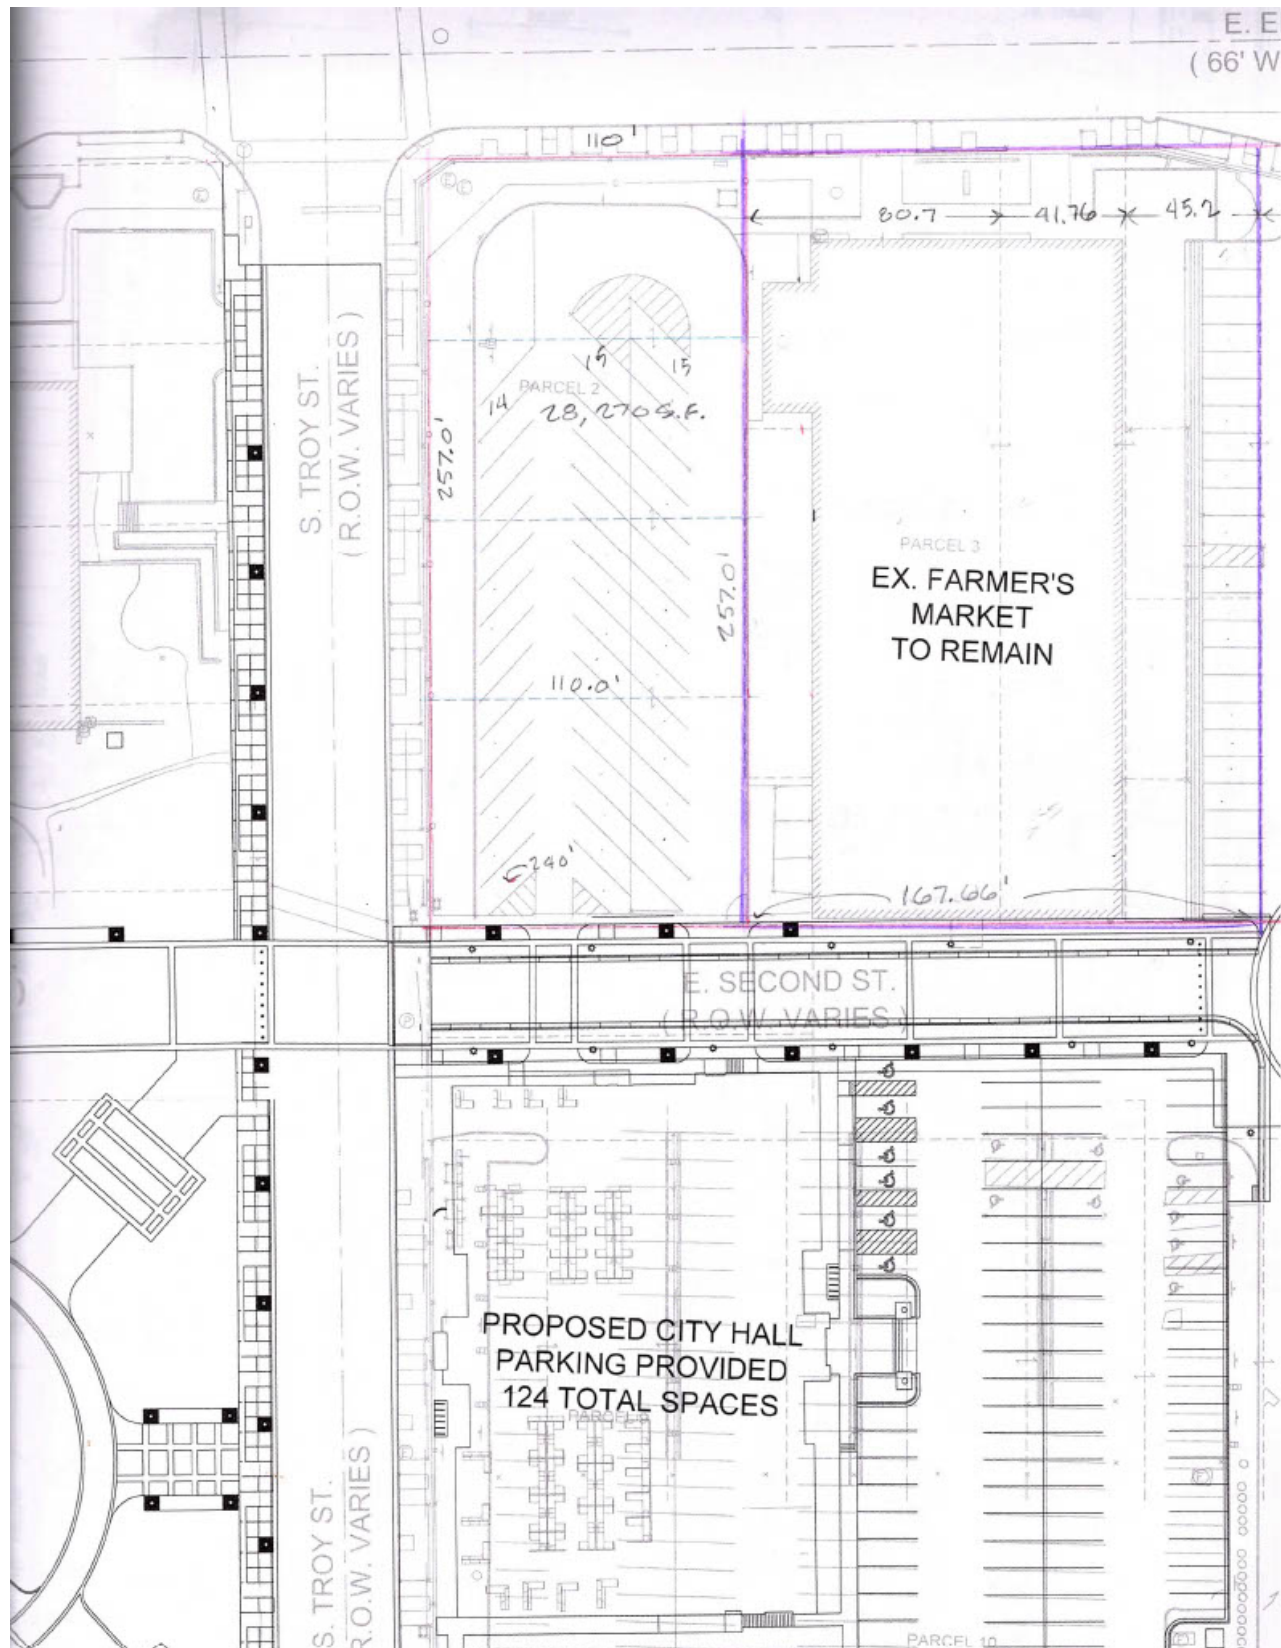 E. E
( 66' W
110'
80.7
41.76
45.2
S. TROY ST.
( R.O.W. VARIES )
15
15
PARCEL 2
14
28,270 S.F.
257.0'
PARCEL 3
EX. FARMER'S
MARKET
TO REMAIN
257.0'
110.0'
240'
167.66'
E. SECOND ST.
( R.O.W. VARIES )
PROPOSED CITY HALL
PARKING PROVIDED
124 TOTAL SPACES
S. TROY ST.
R.O.W. VARIES )
PARCEL 10